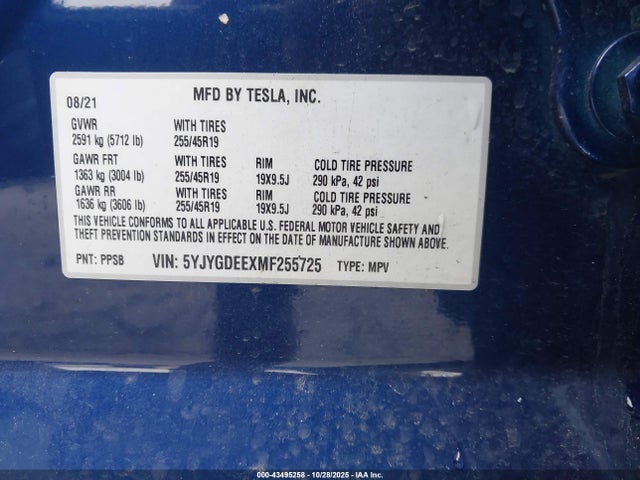 MFD BY TESLA, INC.
08/21
GVWR WITH TIRES
2591 kg (5712 lb) 255/45R19
GAWR FRT WITH TIRES RIM COLD TIRE PRESSURE
1363 kg (3004 lb) 255/45R19 19X9.5J 290 kPa, 42 psi
GAWR RR WITH TIRES RIM COLD TIRE PRESSURE
1636 kg (3606 lb) 255/45R19 19X9.5J 290 kPa, 42 psi
THIS VEHICLE CONFORMS TO ALL APPLICABLE U.S. FEDERAL MOTOR VEHICLE SAFETY AND
THEFT PREVENTION STANDARDS IN EFFECT ON THE DATE OF MANUFACTURE SHOWN ABOVE.
PNT: PPSB VIN: 5YJYGDEEXMF255725 TYPE: MPV
000-43495258 - 10/28/2025 - IAA Inc.